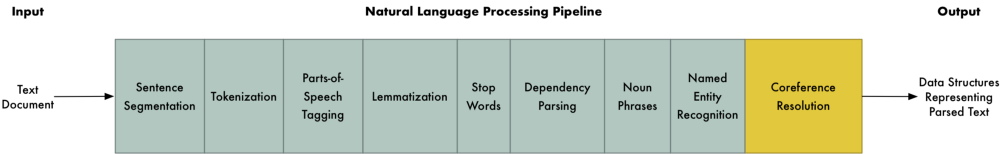 Input
Natural Language Processing Pipeline
Output
Text
Document
Sentence
Segmentation
Tokenization
Parts-of-
Speech
Tagging
Lemmatization
Stop
Words
Dependency
Parsing
Noun
Phrases
Named
Entity
Recognition
Coreference
Resolution
Data Structures
Representing
Parsed Text